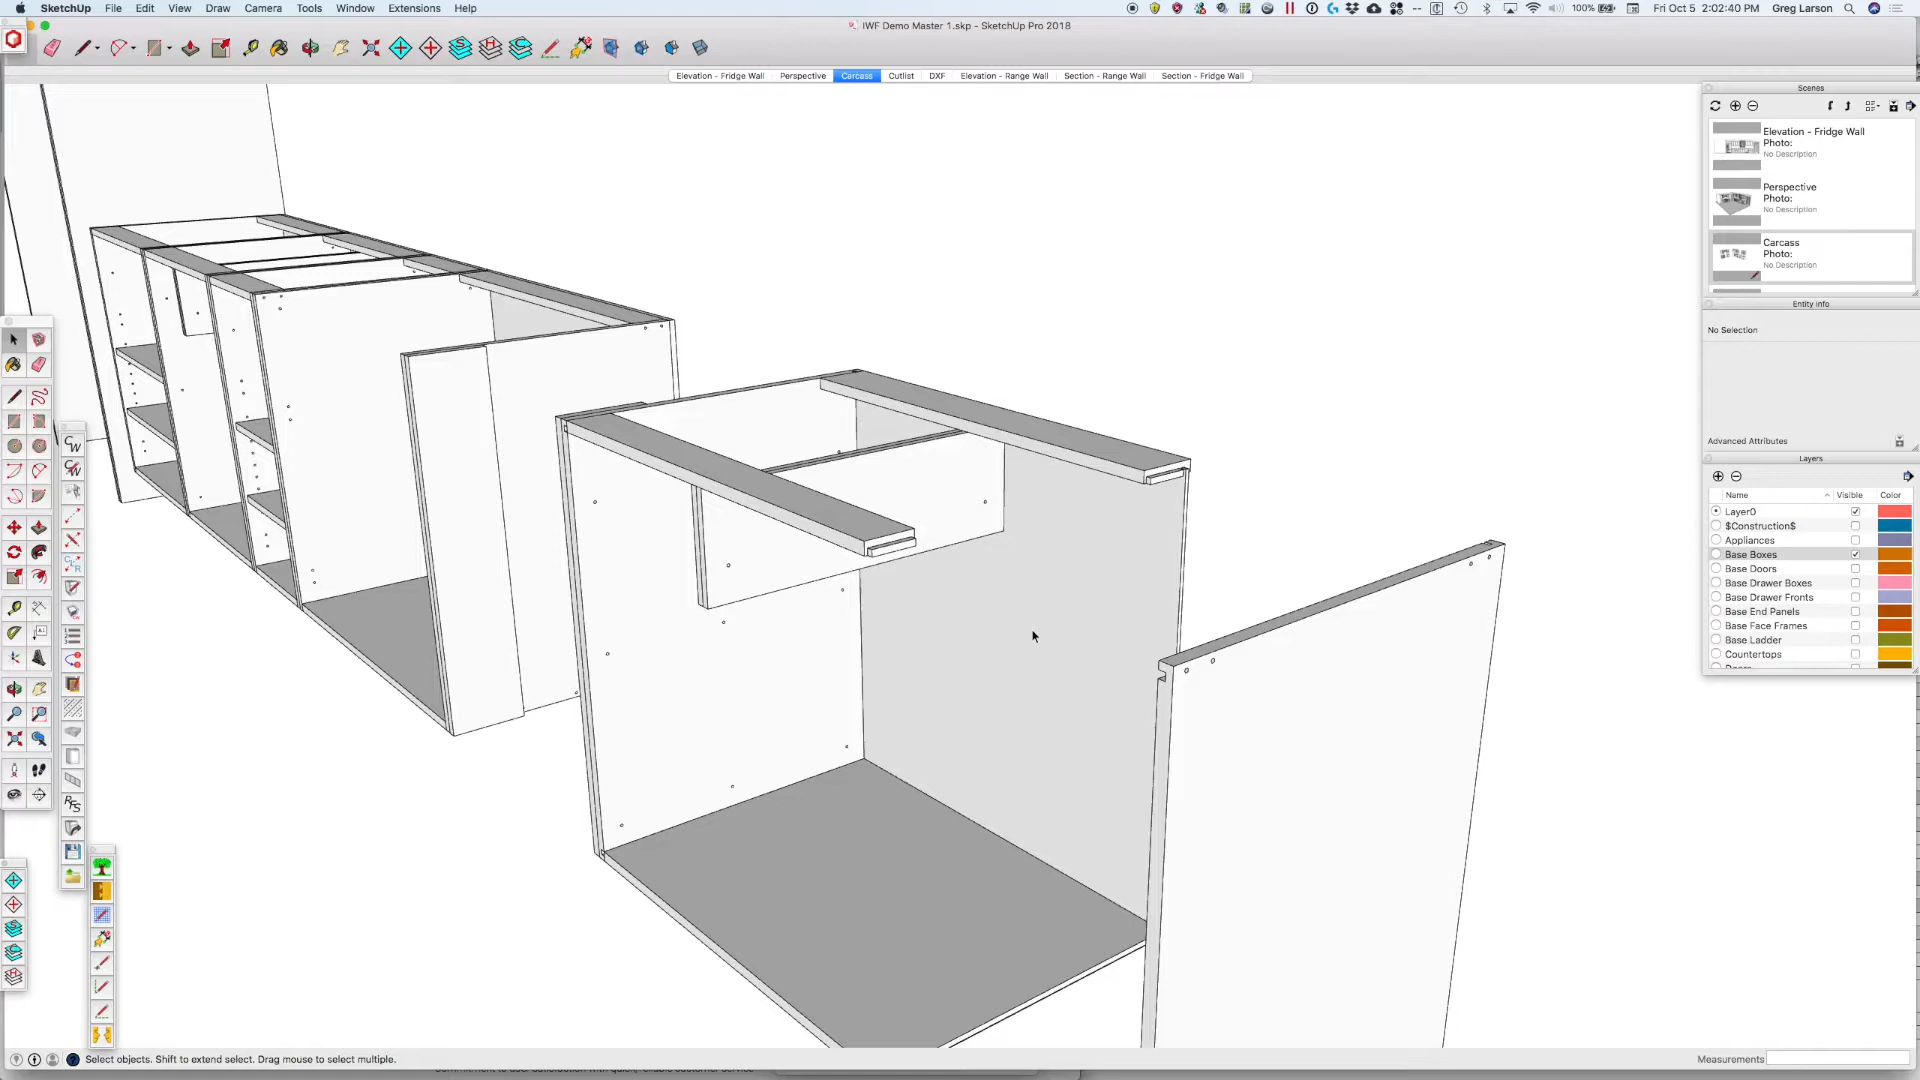 SketchUp File Edit View Draw Camera Tools Window Extensions Help
100% Fri Oct 5 2:02:40 PM Greg Larson
IWF Demo Master 1.skp - SketchUp Pro 2018
Elevation - Fridge Wall Perspective Carcass Cutlist DXF Elevation - Range Wall Section - Range Wall Section - Fridge Wall
Scenes
Elevation - Fridge Wall
Photo:
No Description
Perspective
Photo:
No Description
Carcass
Photo:
No Description
Entity Info
No Selection
Advanced Attributes
Layers
Name Visible Color
Layer0
$Construction$
Appliances
Base Boxes
Base Doors
Base Drawer Boxes
Base Drawer Fronts
Base End Panels
Base Face Frames
Base Ladder
Countertops
CW
CW
CLR
RFS
Select objects. Shift to extend select. Drag mouse to select multiple.
Measurements